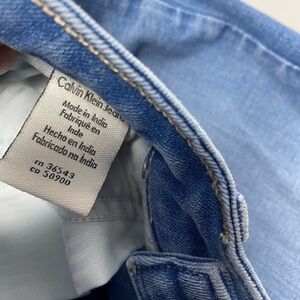 Calvin Klein Jeans
Made in India
Fabriqué en
Inde
Hecho en India
Fabricado na India
rn 36543
ca 50900